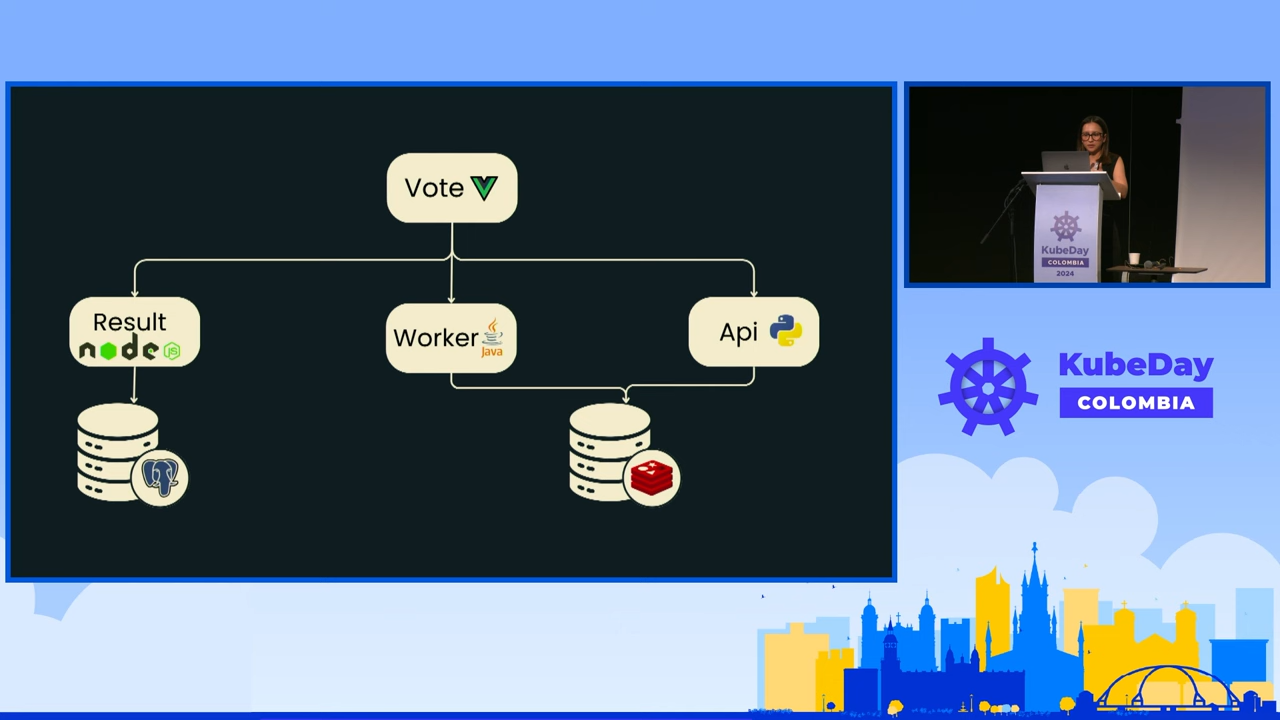 Vote
Result
node
JS
Worker
java
Api
KubeDay
COLOMBIA
2024
KubeDay
COLOMBIA